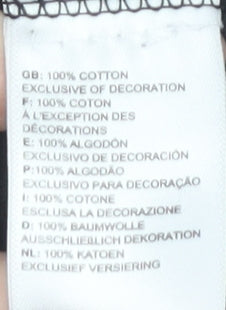 GB: 100% COTTON
EXCLUSIVE OF DECORATION
F: 100% COTON
À L'EXCEPTION DES
DÉCORATIONS
E: 100% ALGODÓN
EXCLUSIVO DE DECORACIÓN
P:100% ALGODÃO
EXCLUSIVO PARA DECORAÇÃO
I: 100% COTONE
ESCLUSA LA DECORAZIONE
D: 100% BAUMWOLLE
AUSSCHLIEßLICH DEKORATION
NL: 100% KATOEN
EXCLUSIEF VERSIERING